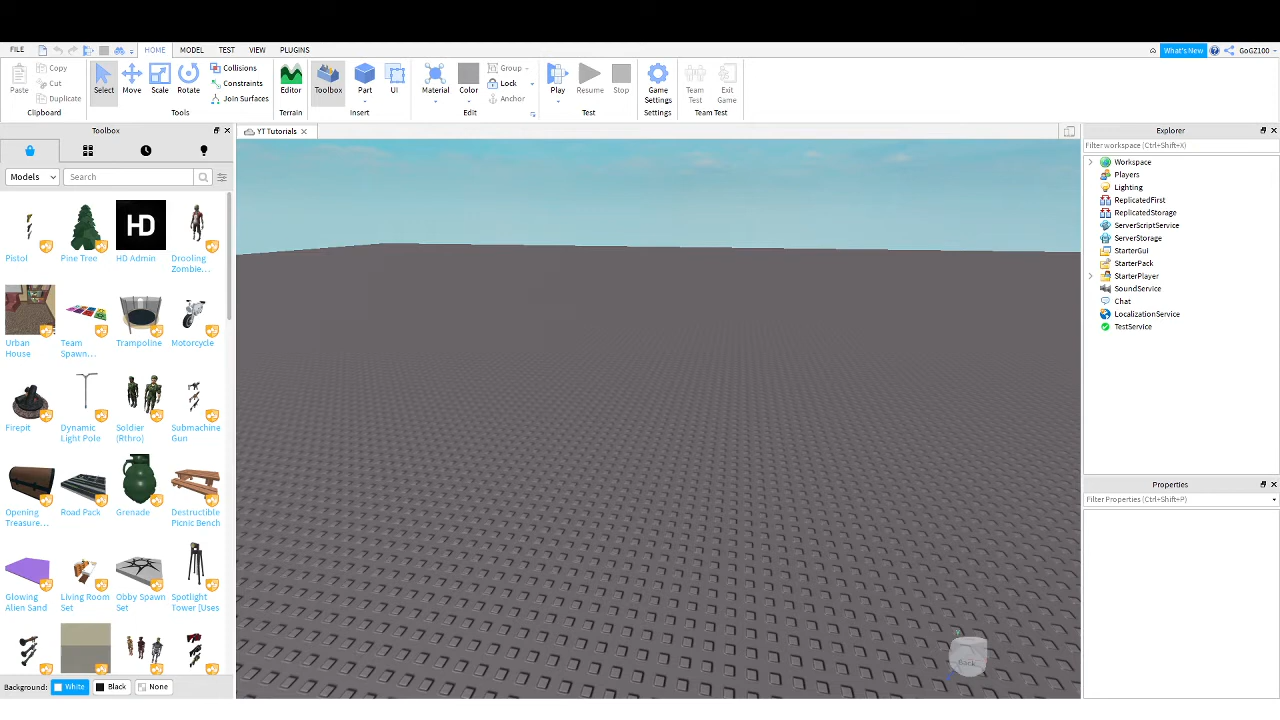 FILE HOME MODEL TEST VIEW PLUGINS What's New GoGZ100
Paste Copy Cut Duplicate Select Move Scale Rotate Collisions Constraints Join Surfaces Editor Toolbox Part UI Material Color Group Lock Anchor Play Resume Stop Game Settings Team Test Exit Game
Clipboard Tools Terrain Insert Edit Test Settings Team Test
Toolbox
Models Search
Pistol Pine Tree HD Admin Drooling Zombie...
HD
Urban House Team Spawn... Trampoline Motorcycle
Firepit Dynamic Light Pole Soldier (Rthro) Submachine Gun
Opening Treasure... Road Pack Grenade Destructible Picnic Bench
Glowing Alien Sand Living Room Set Obby Spawn Set Spotlight Tower [Uses
Background: White Black None
YT Tutorials
Back
Explorer
Filter workspace (Ctrl+Shift+X)
Workspace
Players
Lighting
ReplicatedFirst
ReplicatedStorage
ServerScriptService
ServerStorage
StarterGui
StarterPack
StarterPlayer
SoundService
Chat
LocalizationService
TestService
Properties
Filter Properties (Ctrl+Shift+P)